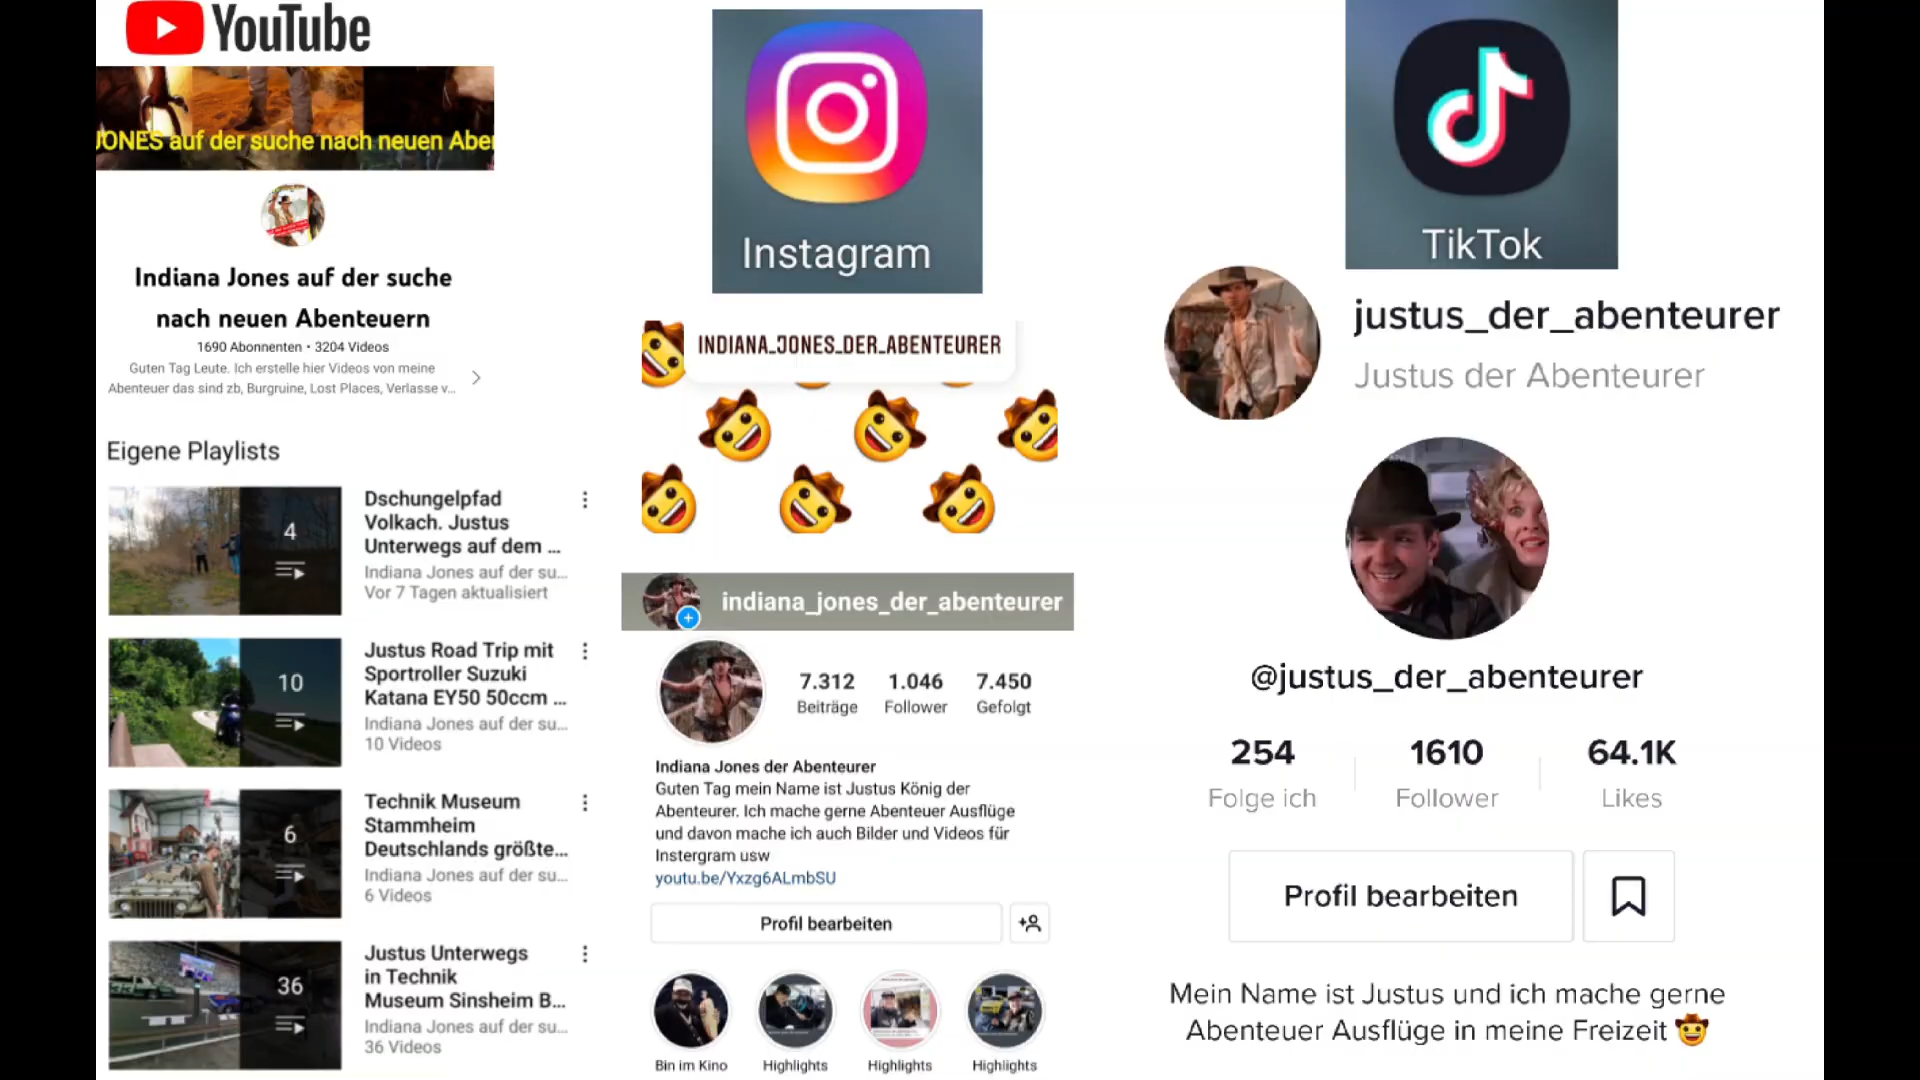 YouTube
JONES auf der suche nach neuen Aben
Indiana Jones auf der suche
nach neuen Abenteuern
1690 Abonnenten • 3204 Videos
Guten Tag Leute. Ich erstelle hier Videos von meine
Abenteuer das sind zb, Burgruine, Lost Places, Verlasse v...
Eigene Playlists
4
Dschungelpfad
Volkach. Justus
Unterwegs auf dem ...
Indiana Jones auf der su...
Vor 7 Tagen aktualisiert
10
Justus Road Trip mit
Sportroller Suzuki
Katana EY50 50ccm ...
Indiana Jones auf der su...
10 Videos
6
Technik Museum
Stammheim
Deutschlands größte...
Indiana Jones auf der su...
6 Videos
36
Justus Unterwegs
in Technik
Museum Sinsheim B...
Indiana Jones auf der su...
36 Videos
Instagram
INDIANA_JONES_DER_ABENTEURER
indiana_jones_der_abenteurer
7.312 1.046 7.450
Beiträge Follower Gefolgt
Indiana Jones der Abenteurer
Guten Tag mein Name ist Justus König der
Abenteurer. Ich mache gerne Abenteuer Ausflüge
und davon mache ich auch Bilder und Videos für
Instergram usw
youtu.be/Yxzg6ALmbSU
Profil bearbeiten
Bin im Kino Highlights Highlights Highlights
TikTok
justus_der_abenteurer
Justus der Abenteurer
@justus_der_abenteurer
254 1610 64.1K
Folge ich Follower Likes
Profil bearbeiten
Mein Name ist Justus und ich mache gerne
Abenteuer Ausflüge in meine Freizeit 🤠